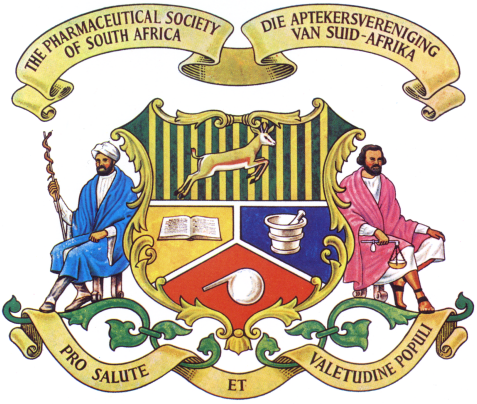 THE PHARMACEUTICAL SOCIETY
OF SOUTH AFRICA
DIE APTEKERSVERENIGING
VAN SUID-AFRIKA
PRO SALUTE
ET
VALETUDINE POPULI